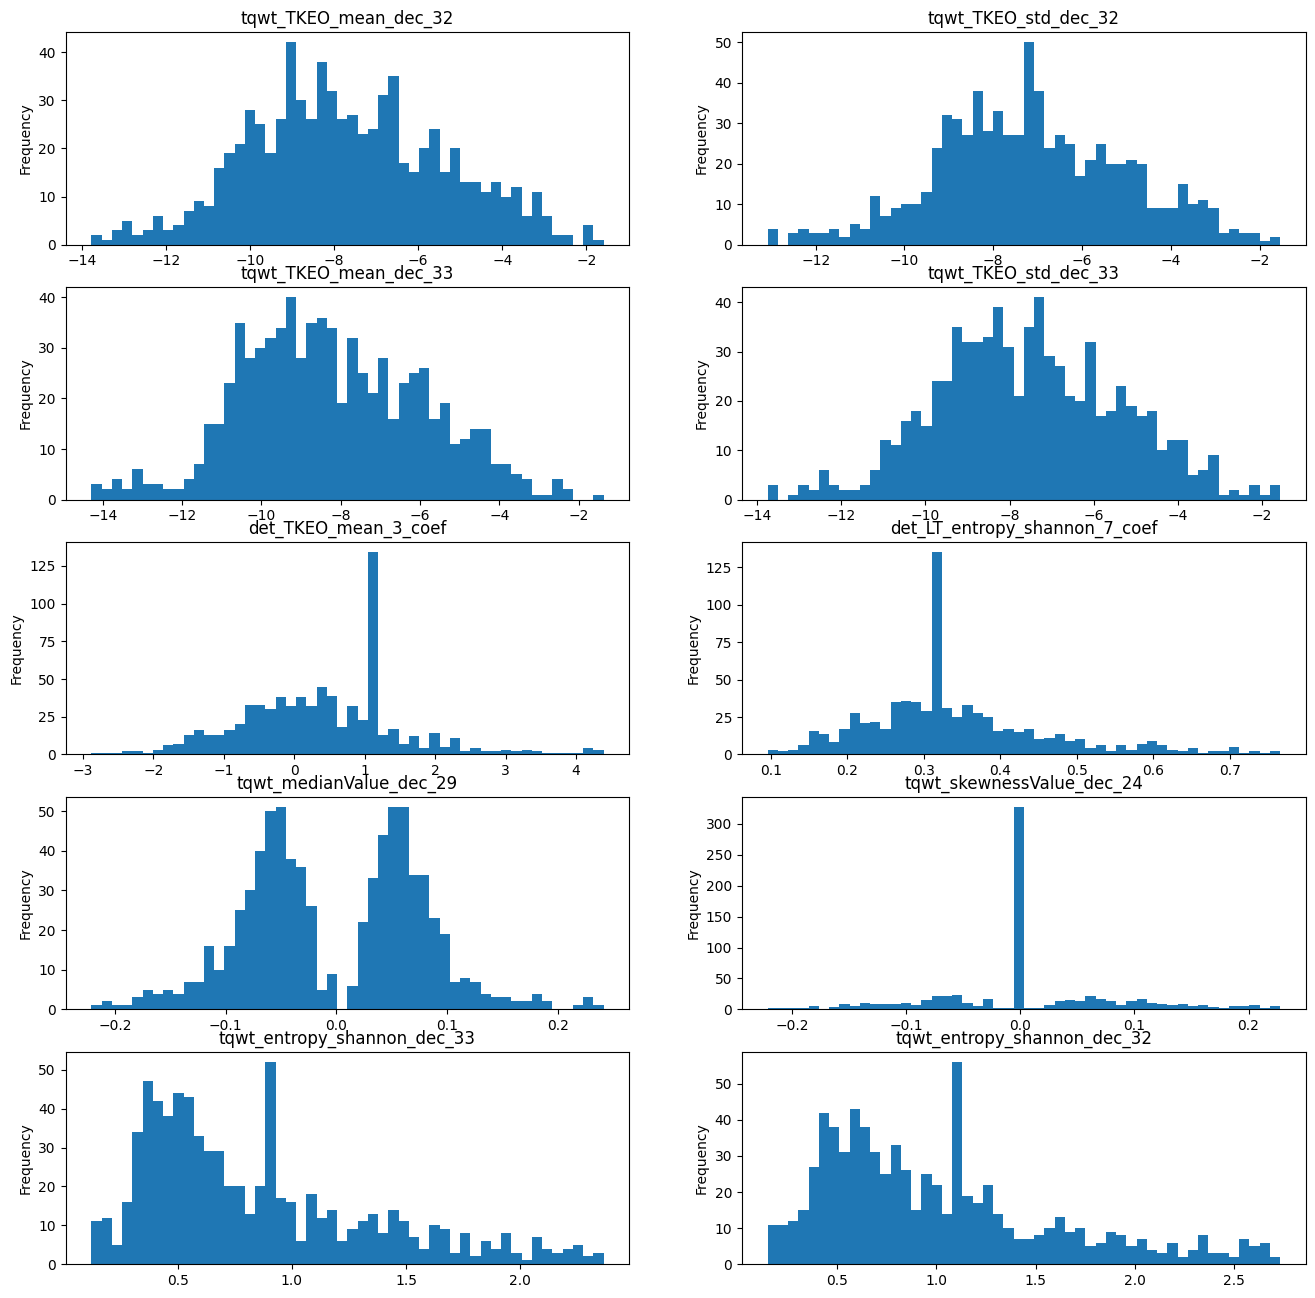 tqwt_TKEO_mean_dec_32
Frequency
40
30
20
10
0
−14 −12 −10 −8 −6 −4 −2
tqwt_TKEO_std_dec_32
Frequency
50
40
30
20
10
0
−12 −10 −8 −6 −4 −2
tqwt_TKEO_mean_dec_33
Frequency
40
30
20
10
0
−14 −12 −10 −8 −6 −4 −2
tqwt_TKEO_std_dec_33
Frequency
40
30
20
10
0
−14 −12 −10 −8 −6 −4 −2
det_TKEO_mean_3_coef
Frequency
125
100
75
50
25
0
−3 −2 −1 0 1 2 3 4
det_LT_entropy_shannon_7_coef
Frequency
125
100
75
50
25
0
0.1 0.2 0.3 0.4 0.5 0.6 0.7
tqwt_medianValue_dec_29
Frequency
50
40
30
20
10
0
−0.2 −0.1 0.0 0.1 0.2
tqwt_skewnessValue_dec_24
Frequency
300
250
200
150
100
50
0
−0.2 −0.1 0.0 0.1 0.2
tqwt_entropy_shannon_dec_33
Frequency
50
40
30
20
10
0
0.5 1.0 1.5 2.0
tqwt_entropy_shannon_dec_32
Frequency
50
40
30
20
10
0
0.5 1.0 1.5 2.0 2.5